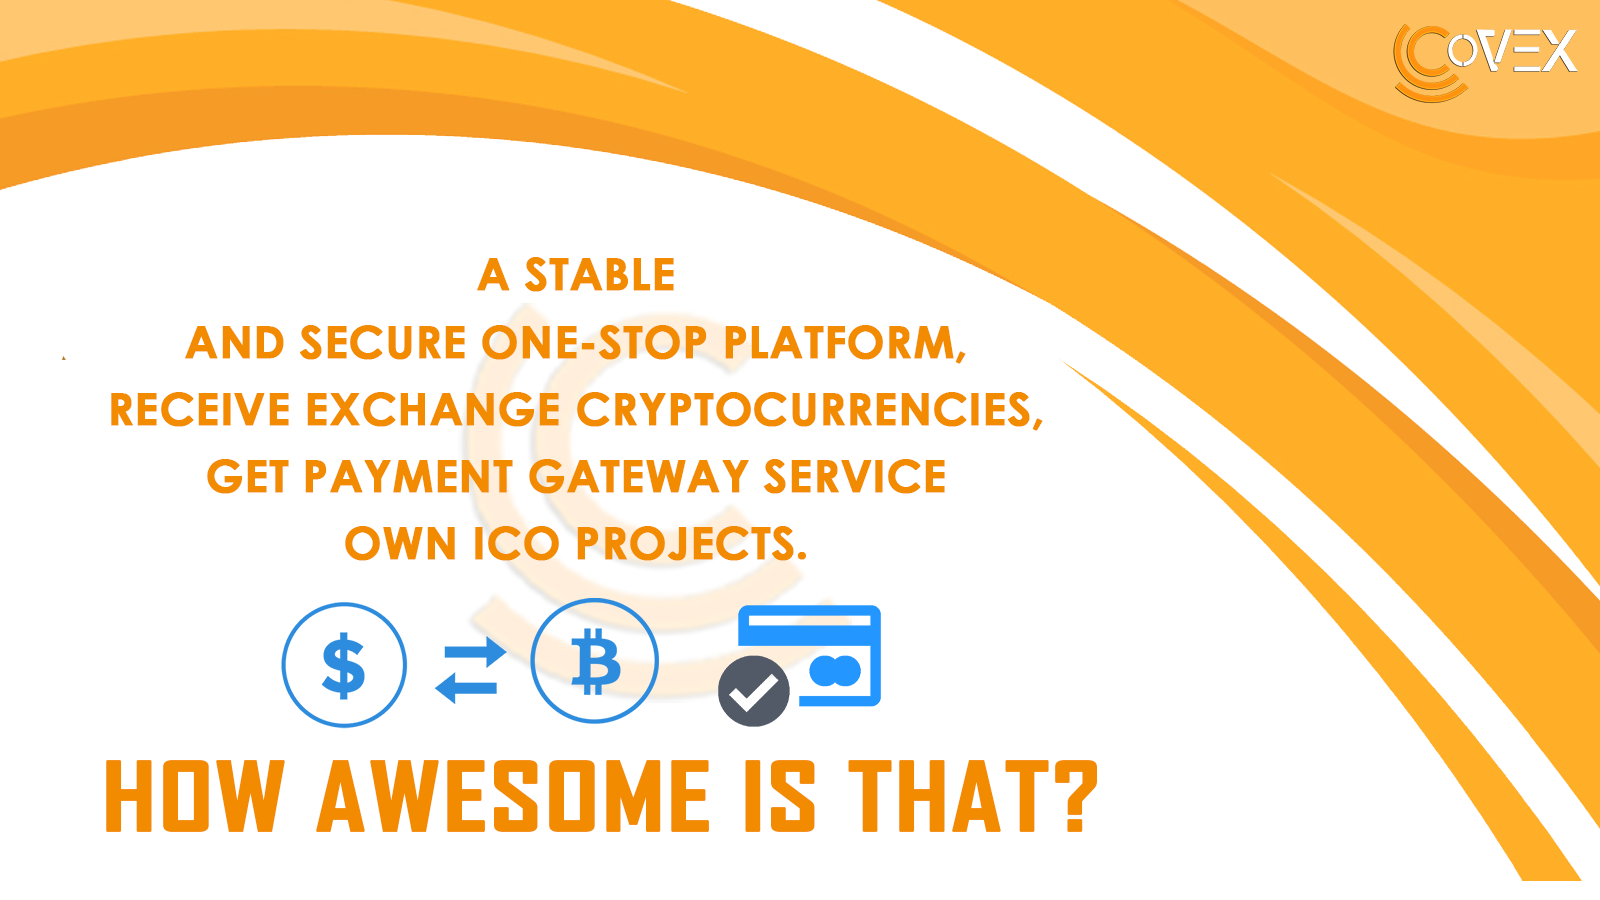 COVEX
A STABLE
AND SECURE ONE-STOP PLATFORM,
RECEIVE EXCHANGE CRYPTOCURRENCIES,
GET PAYMENT GATEWAY SERVICE
OWN ICO PROJECTS.
$ ₿
HOW AWESOME IS THAT?